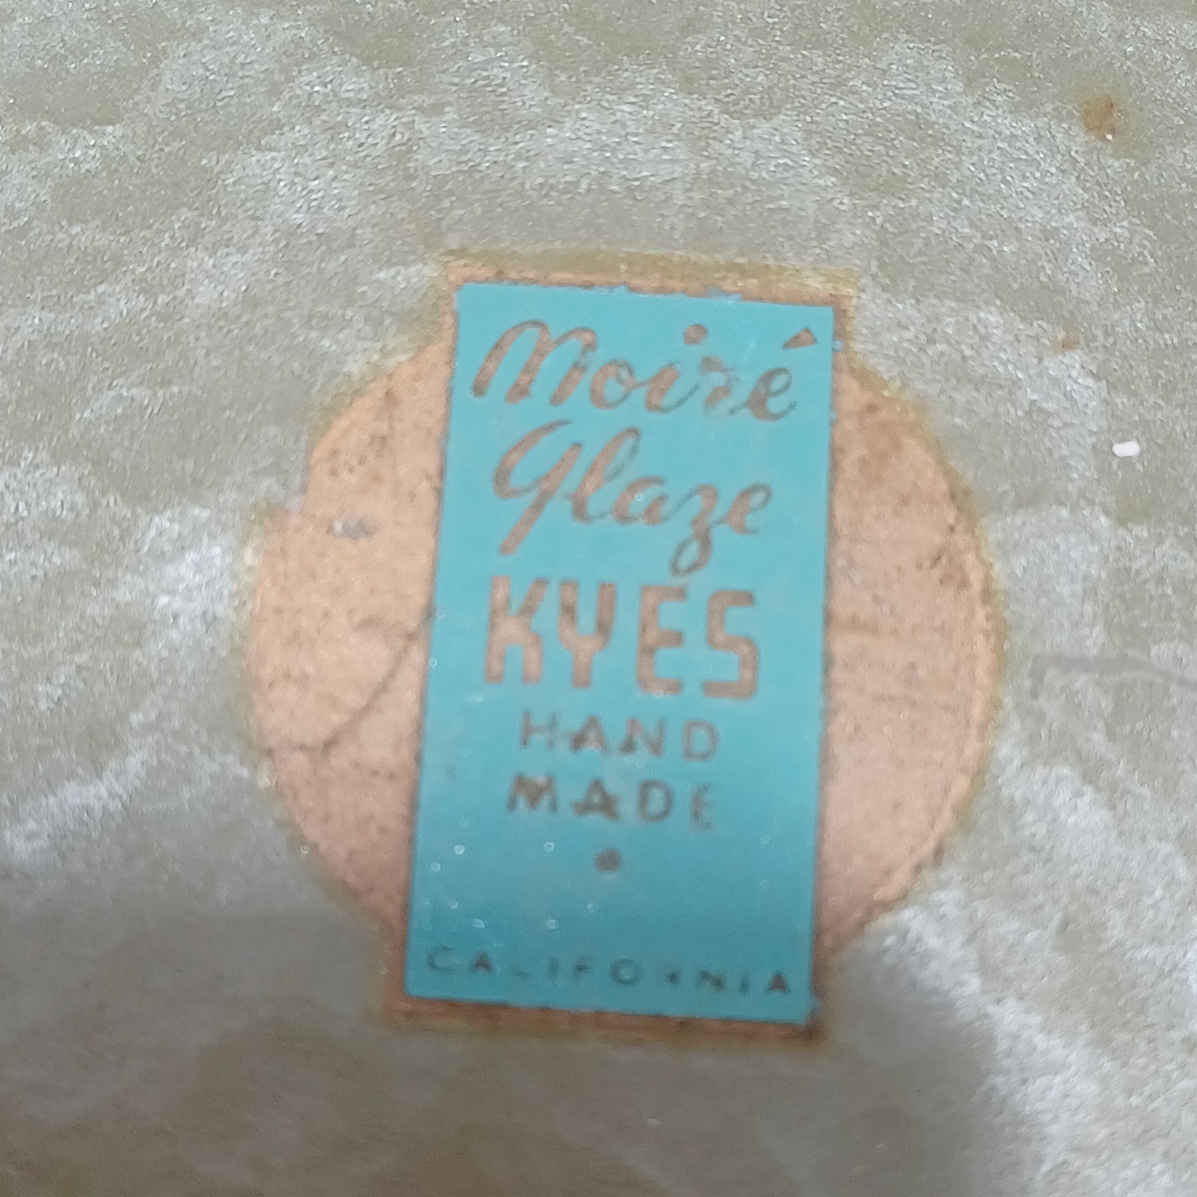 Moiré
Glaze
KYES
HAND
MADE
CALIFORNIA